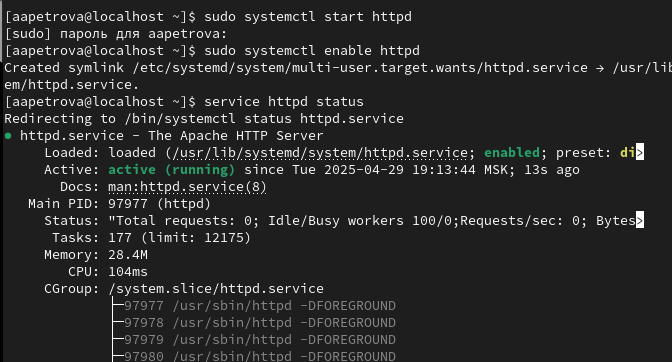 [aapetrova@localhost ~]$ sudo systemctl start httpd
[sudo] пароль для aapetrova:
[aapetrova@localhost ~]$ sudo systemctl enable httpd
Created symlink /etc/systemd/system/multi-user.target.wants/httpd.service → /usr/lib
em/httpd.service.
[aapetrova@localhost ~]$ service httpd status
Redirecting to /bin/systemctl status httpd.service
● httpd.service - The Apache HTTP Server
Loaded: loaded (/usr/lib/systemd/system/httpd.service; enabled; preset: di>
Active: active (running) since Tue 2025-04-29 19:13:44 MSK; 13s ago
Docs: man:httpd.service(8)
Main PID: 97977 (httpd)
Status: "Total requests: 0; Idle/Busy workers 100/0;Requests/sec: 0; Bytes>
Tasks: 177 (limit: 12175)
Memory: 28.4M
CPU: 104ms
CGroup: /system.slice/httpd.service
├─97977 /usr/sbin/httpd -DFOREGROUND
├─97978 /usr/sbin/httpd -DFOREGROUND
├─97979 /usr/sbin/httpd -DFOREGROUND
├─97980 /usr/sbin/httpd -DFOREGROUND